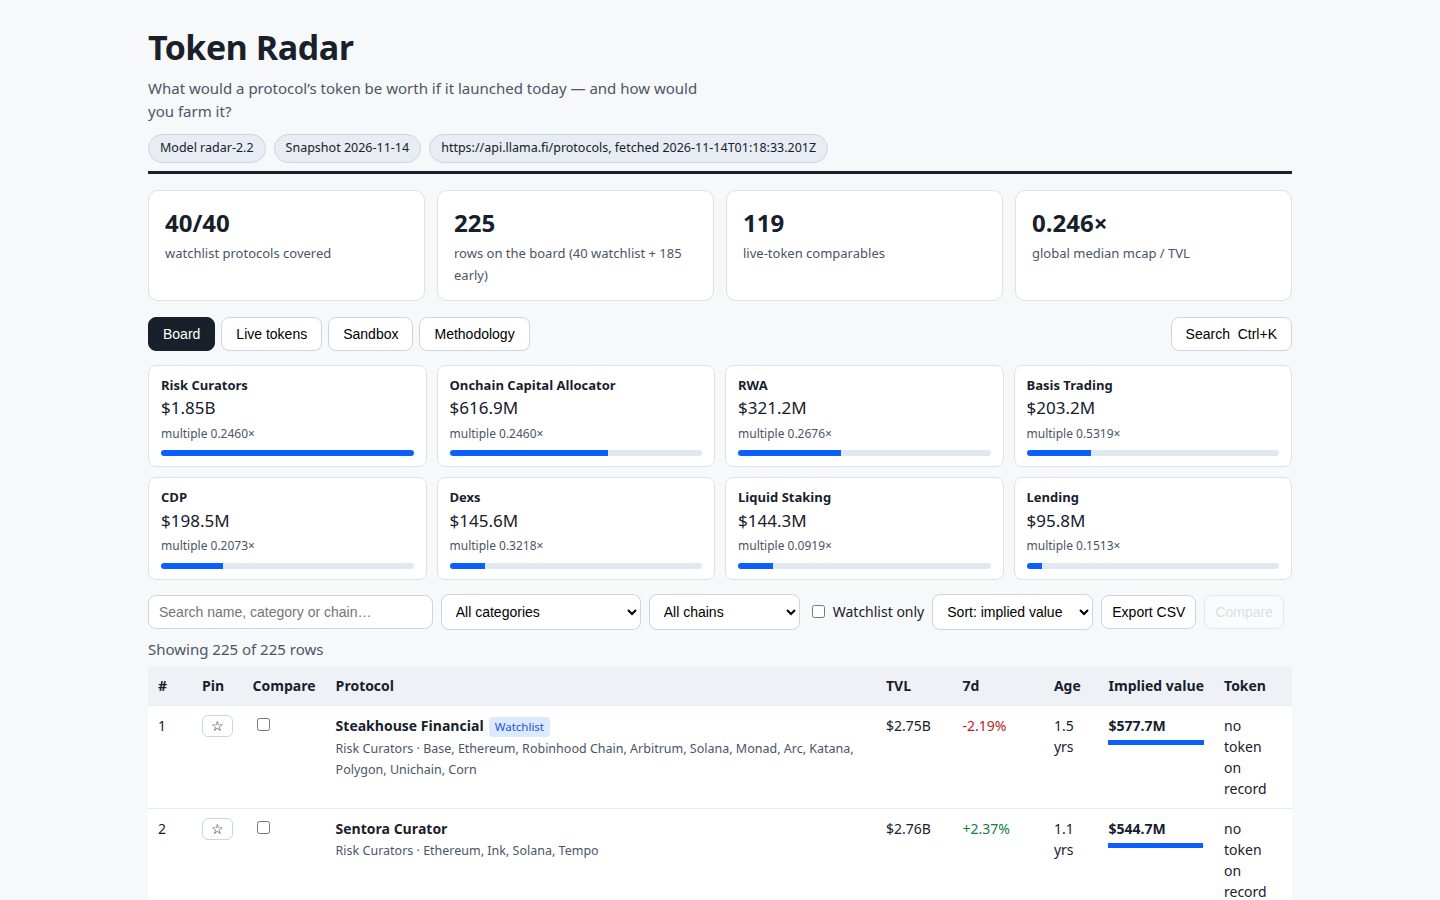 Token Radar
What would a protocol's token be worth if it launched today — and how would
you farm it?
Model radar-2.2
Snapshot 2026-11-14
https://api.llama.fi/protocols, fetched 2026-11-14T01:18:33.201Z
40/40
watchlist protocols covered
225
rows on the board (40 watchlist + 185
early)
119
live-token comparables
0.246×
global median mcap / TVL
Board
Live tokens
Sandbox
Methodology
Search Ctrl+K
Risk Curators
$1.85B
multiple 0.2460×
Onchain Capital Allocator
$616.9M
multiple 0.2460×
RWA
$321.2M
multiple 0.2676×
Basis Trading
$203.2M
multiple 0.5319×
CDP
$198.5M
multiple 0.2073×
Dexs
$145.6M
multiple 0.3218×
Liquid Staking
$144.3M
multiple 0.0919×
Lending
$95.8M
multiple 0.1513×
Search name, category or chain…
All categories
All chains
Watchlist only
Sort: implied value
Export CSV
Compare
Showing 225 of 225 rows
# Pin Compare Protocol TVL 7d Age Implied value Token
1 ☆ Steakhouse Financial Watchlist $2.75B -2.19% 1.5 $577.7M no
Risk Curators · Base, Ethereum, Robinhood Chain, Arbitrum, Solana, Monad, Arc, Katana, yrs token
Polygon, Unichain, Corn on
record
2 ☆ Sentora Curator $2.76B +2.37% 1.1 $544.7M no
Risk Curators · Ethereum, Ink, Solana, Tempo yrs token
on
record